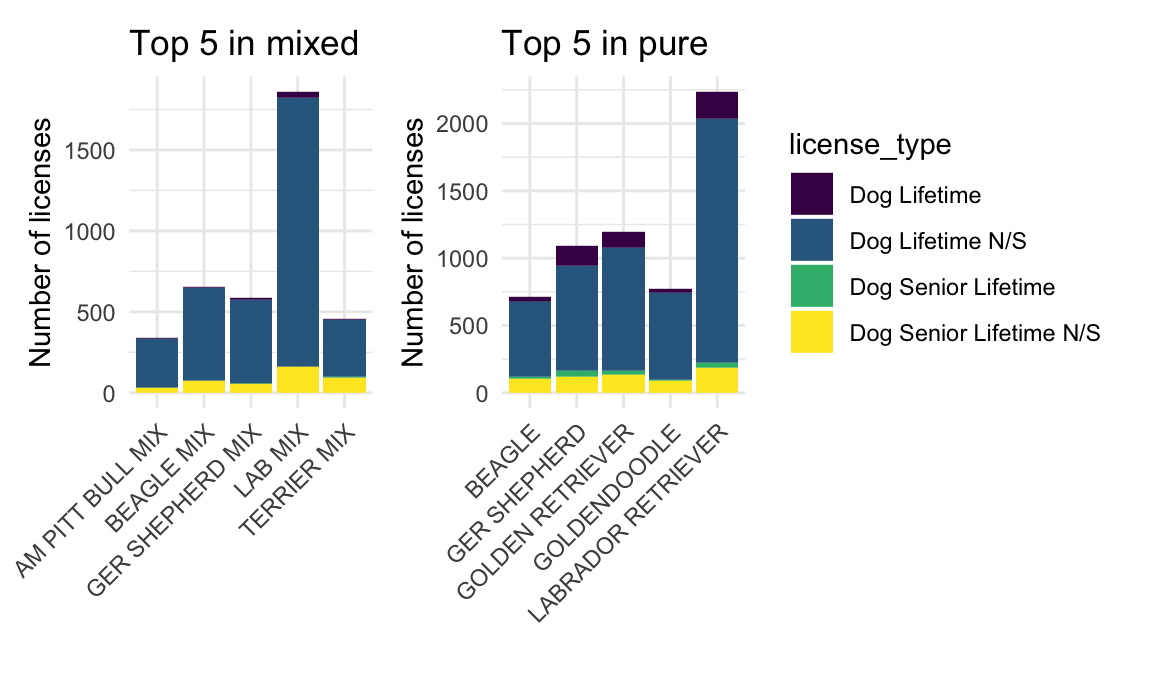 Top 5 in mixed
Number of licenses
1500
1000
500
0
AM PITT BULL MIX
BEAGLE MIX
GER SHEPHERD MIX
LAB MIX
TERRIER MIX
Top 5 in pure
Number of licenses
2000
1500
1000
500
0
BEAGLE
GER SHEPHERD
GOLDEN RETRIEVER
GOLDENDOODLE
LABRADOR RETRIEVER
license_type
Dog Lifetime
Dog Lifetime N/S
Dog Senior Lifetime
Dog Senior Lifetime N/S